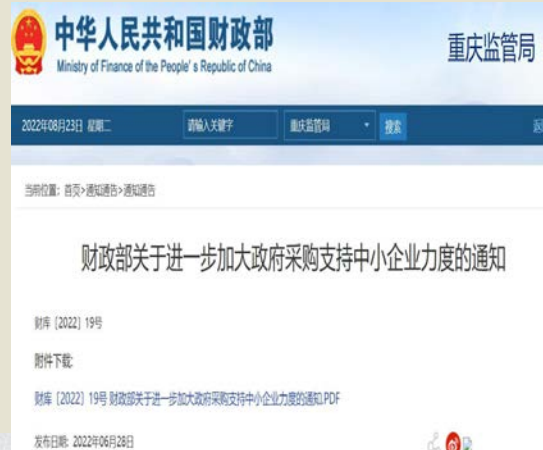 中华人民共和国财政部
Ministry of Finance of the People's Republic of China
重庆监管局
2022年08月23日 星期二
请输入关键字
重庆监管局
搜索
返
当前位置：首页>通知通告>通知通告
财政部关于进一步加大政府采购支持中小企业力度的通知
财库〔2022〕19号
附件下载:
财库〔2022〕19号 财政部关于进一步加大政府采购支持中小企业力度的通知.PDF
发布日期: 2022年06月28日